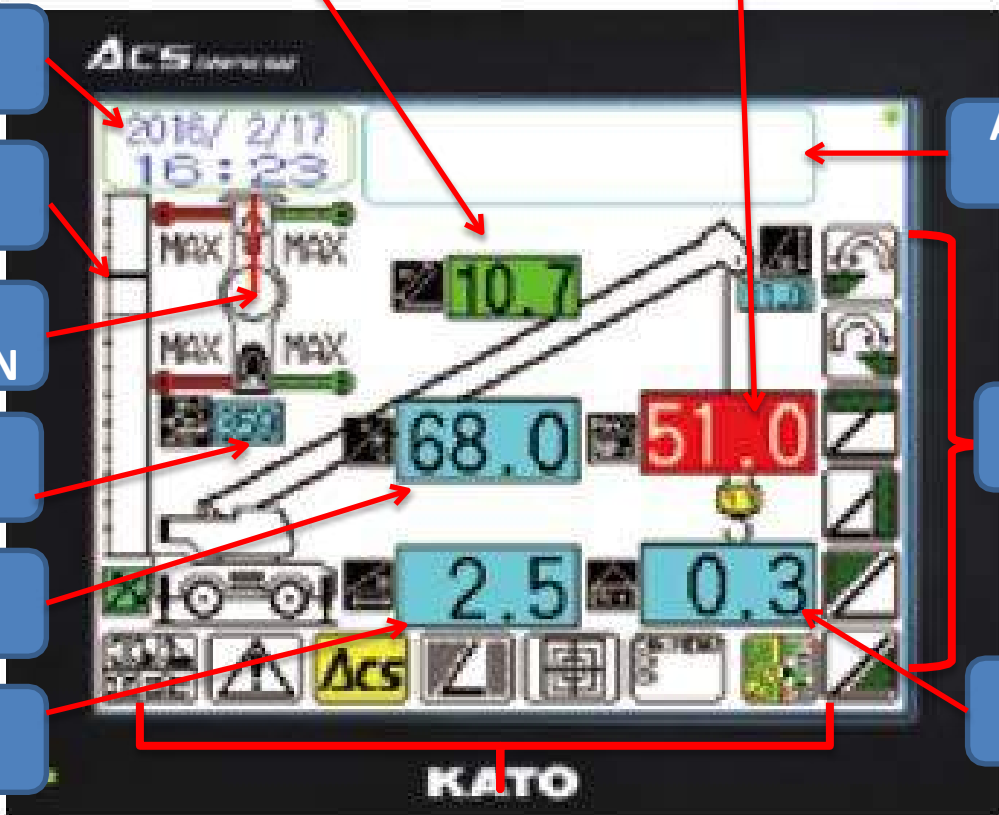 ACS
2016/ 2/17
16:23
A
MAX
MAX
10.7
N
MAX
MAX
68.0
51.0
2.5
0.3
ACS
KATO